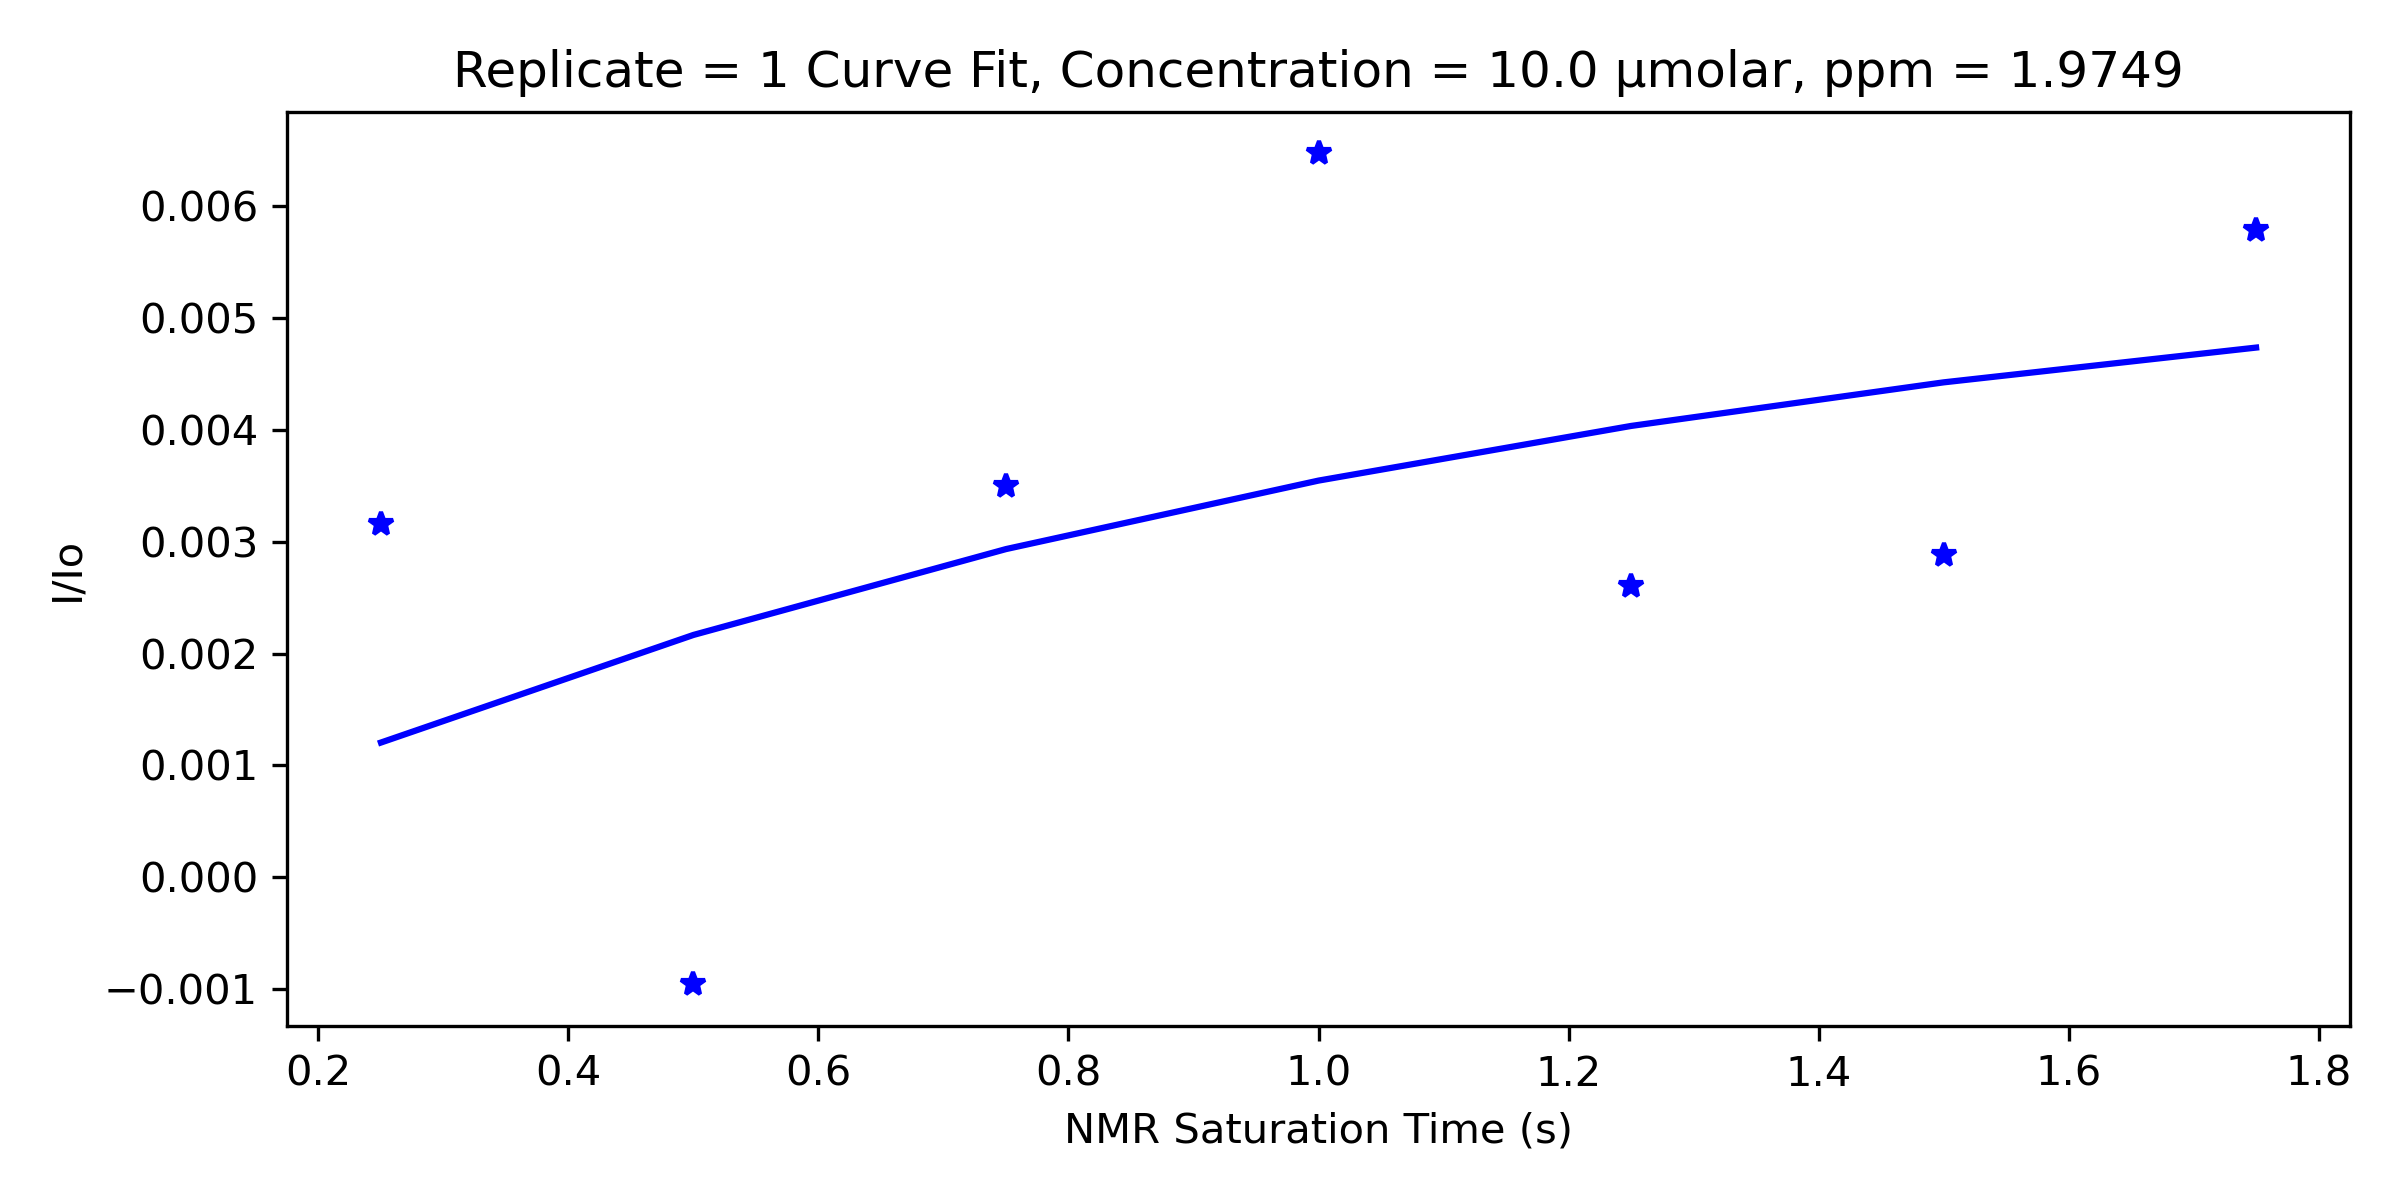 Replicate = 1 Curve Fit, Concentration = 10.0 µmolar, ppm = 1.9749
0.006
0.005
0.004
0.003
0.002
0.001
0.000
−0.001
I/Io
0.2 0.4 0.6 0.8 1.0 1.2 1.4 1.6 1.8
NMR Saturation Time (s)